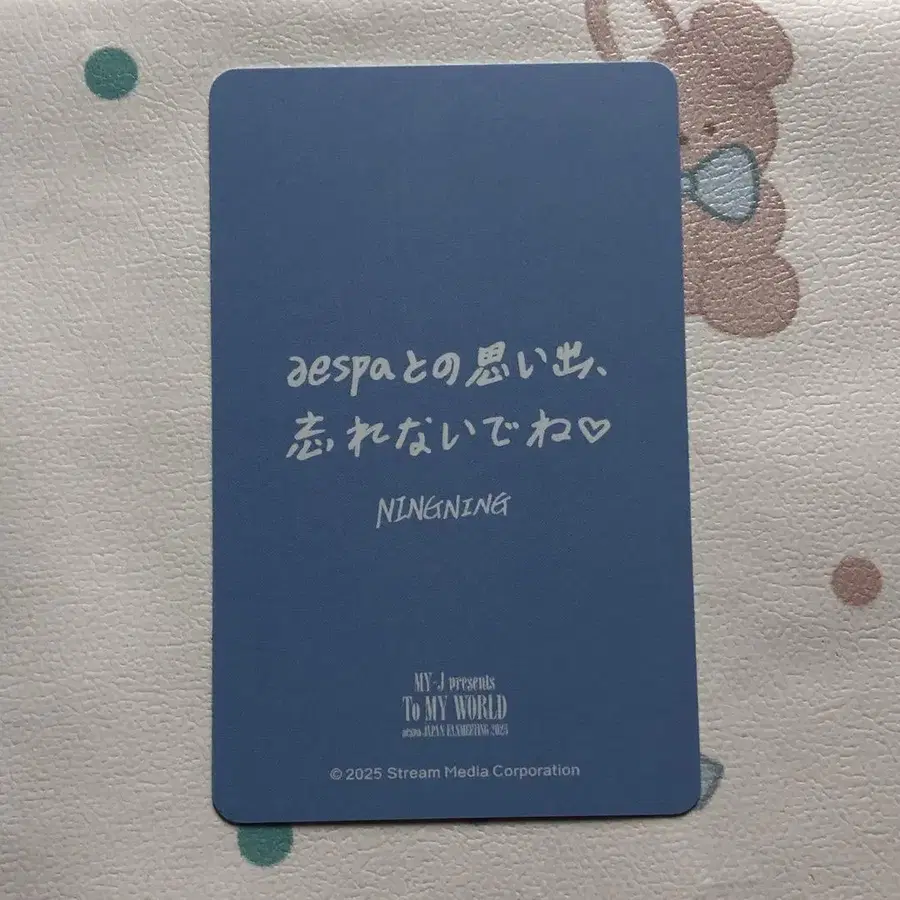 aespaとの思い出、
忘れないでね♡
NINGNING
MY-J presents
To MY WORLD
aespa JAPAN FANMEETING 2025
© 2025 Stream Media Corporation